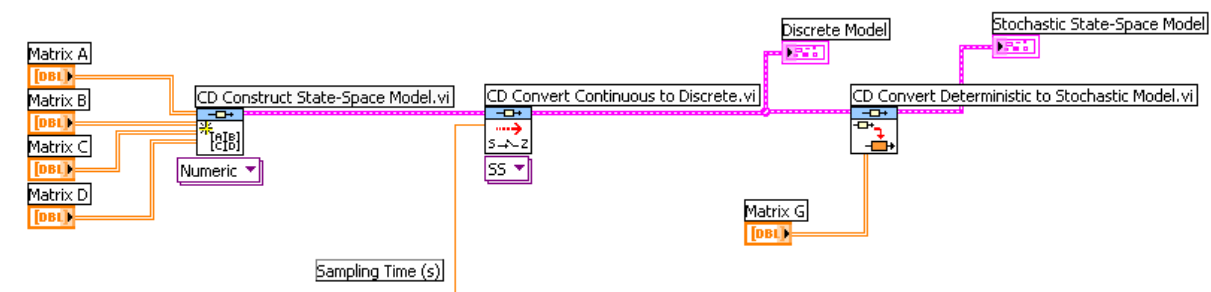 Stochastic State-Space Model
Discrete Model
Matrix A
[DBL]
CD Construct State-Space Model.vi
CD Convert Continuous to Discrete.vi
CD Convert Deterministic to Stochastic Model.vi
Matrix B
[DBL]
[A|B]
[C|D]
S Z
Matrix C
[DBL]
Numeric
SS
Matrix D
[DBL]
Matrix G
[DBL]
Sampling Time (s)